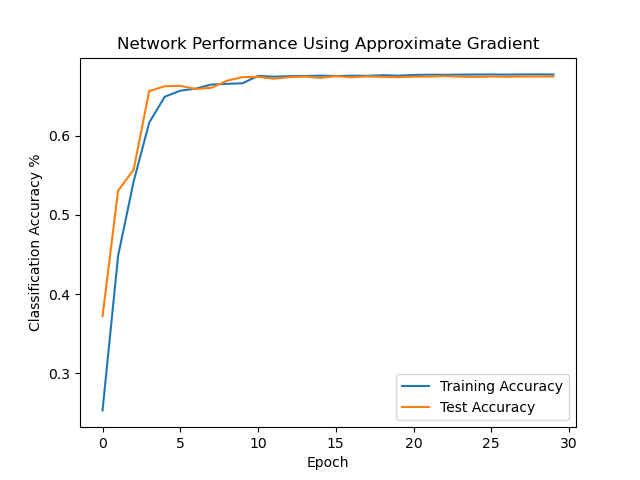 Network Performance Using Approximate Gradient
Classification Accuracy %
0.6
0.5
0.4
0.3
0 5 10 15 20 25 30
Epoch
Training Accuracy
Test Accuracy